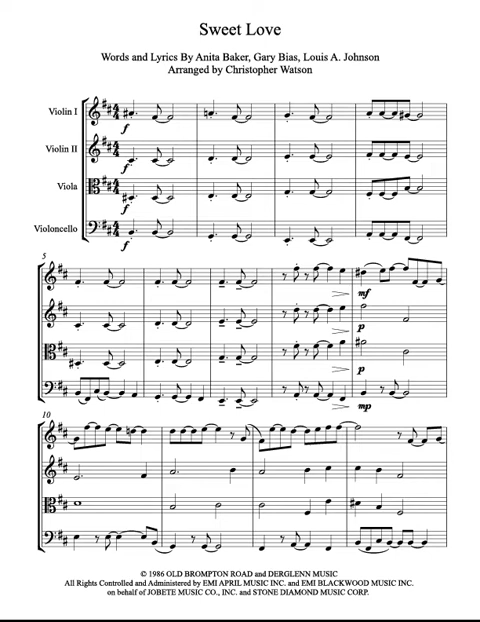 Sweet Love
Words and Lyrics By Anita Baker, Gary Bias, Louis A. Johnson
Arranged by Christopher Watson
Violin I
f
Violin II
f
Viola
f
Violoncello
f
5
mf
p
p
mp
10
© 1986 OLD BROMPTON ROAD and DERGLENN MUSIC
All Rights Controlled and Administered by EMI APRIL MUSIC INC. and EMI BLACKWOOD MUSIC INC.
on behalf of JOBETE MUSIC CO., INC. and STONE DIAMOND MUSIC CORP.